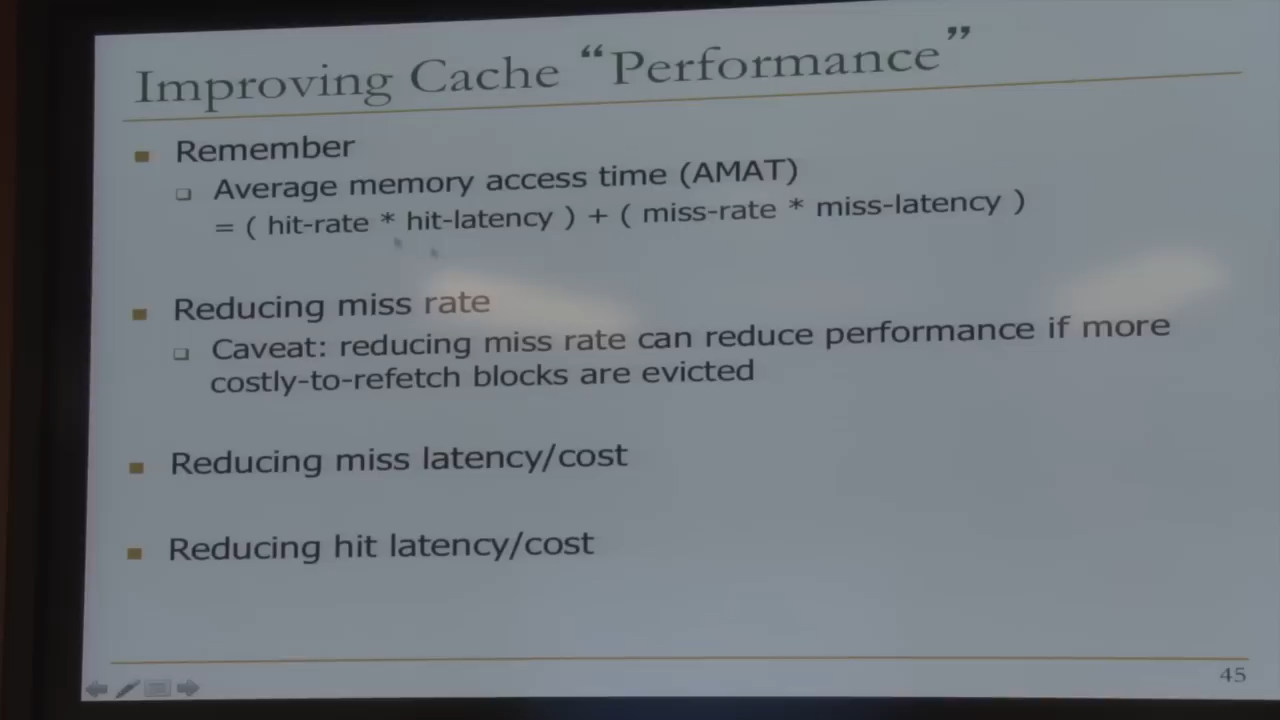 Improving Cache “Performance”
Remember
Average memory access time (AMAT)
= ( hit-rate * hit-latency ) + ( miss-rate * miss-latency )
Reducing miss rate
Caveat: reducing miss rate can reduce performance if more
costly-to-refetch blocks are evicted
Reducing miss latency/cost
Reducing hit latency/cost
45